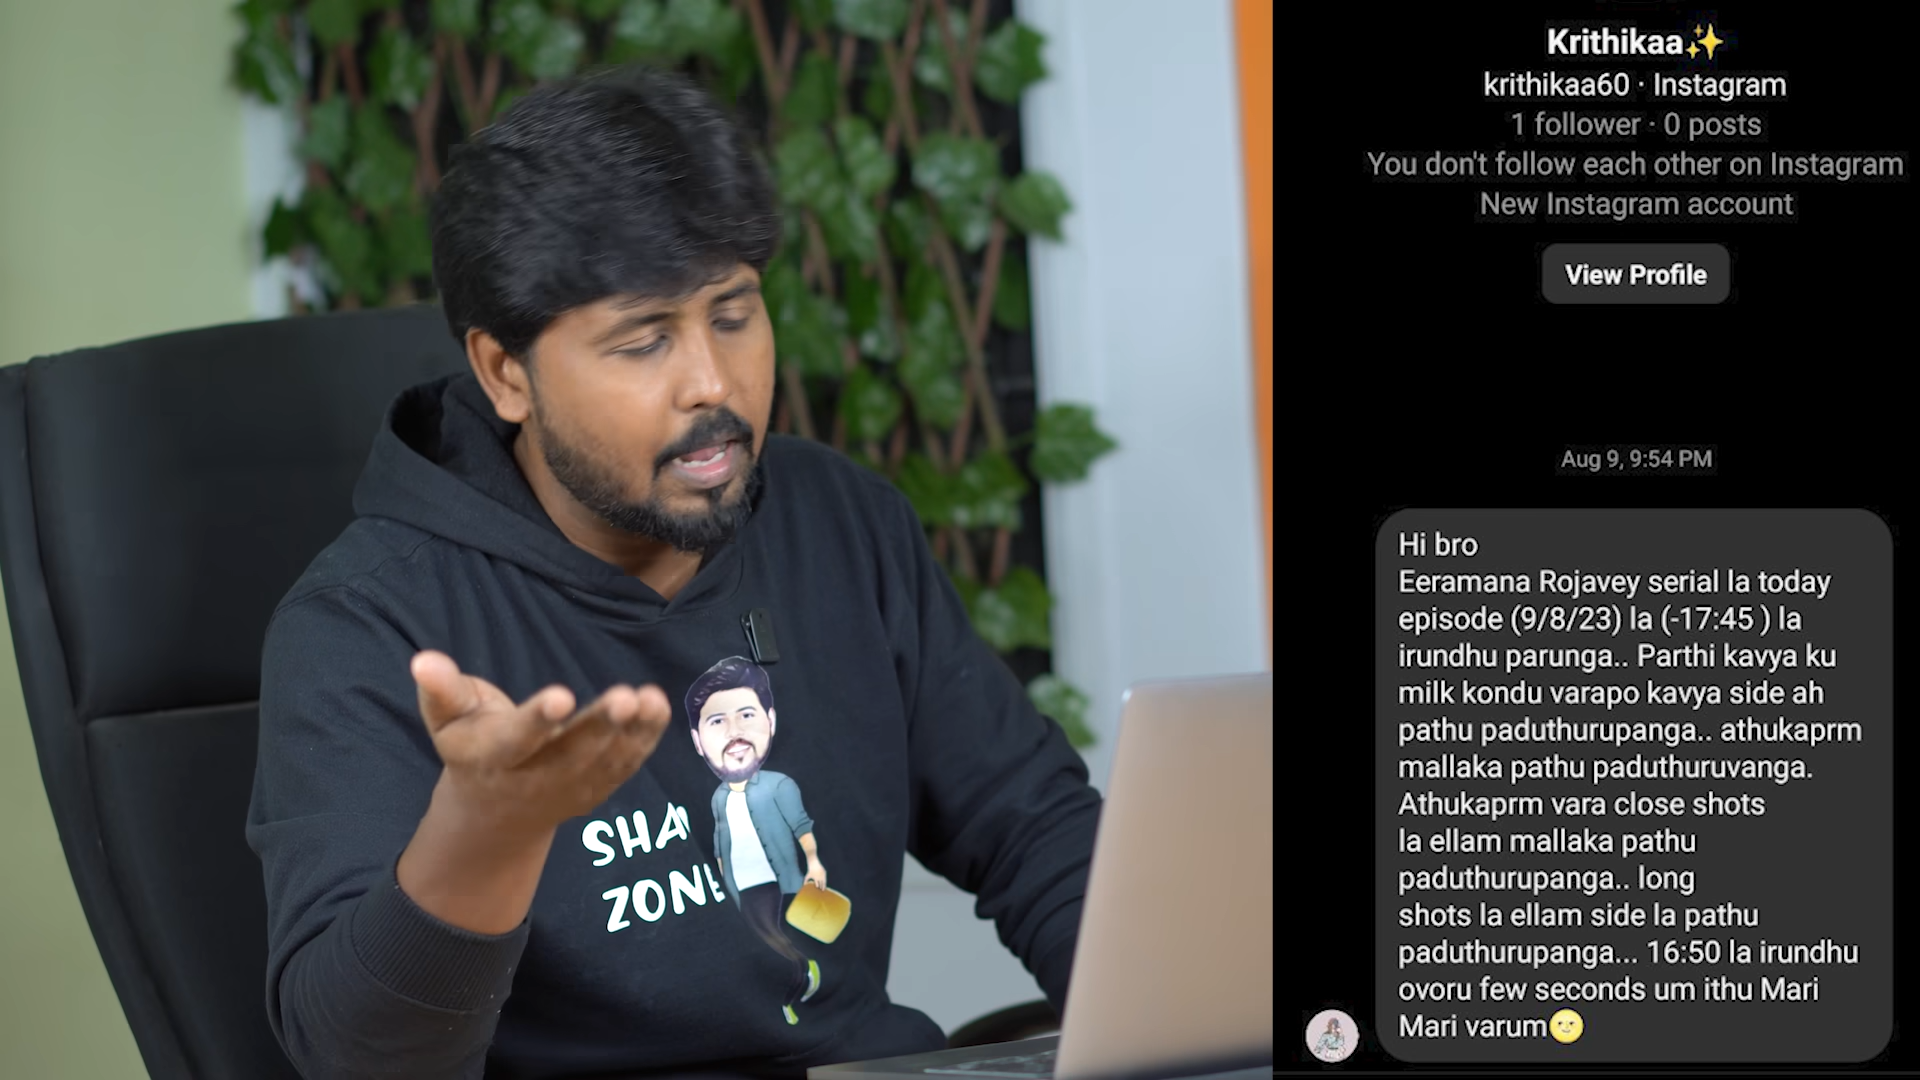 Krithikaa✨
krithikaa60 · Instagram
1 follower · 0 posts
You don't follow each other on Instagram
New Instagram account
View Profile
Aug 9, 9:54 PM
Hi bro
Eeramana Rojavey serial la today
episode (9/8/23) la (-17:45 ) la
irundhu parunga.. Parthi kavya ku
milk kondu varapo kavya side ah
pathu paduthurupanga.. athukaprm
mallaka pathu paduthuruvanga.
Athukaprm vara close shots
la ellam mallaka pathu
paduthurupanga.. long
shots la ellam side la pathu
paduthurupanga... 16:50 la irundhu
ovoru few seconds um ithu Mari
Mari varum🌝
ZONE